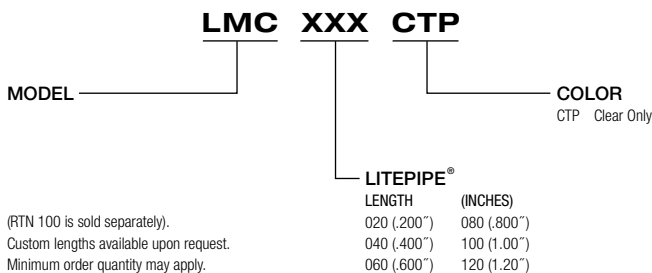 LMC XXX CTP
MODEL
COLOR
CTP Clear Only
LITEPIPE®
LENGTH (INCHES)
(RTN 100 is sold separately). 020 (.200˝) 080 (.800˝)
Custom lengths available upon request. 040 (.400˝) 100 (1.00˝)
Minimum order quantity may apply. 060 (.600˝) 120 (1.20˝)